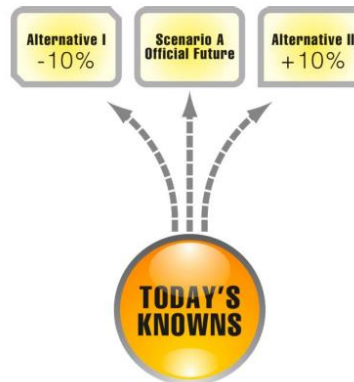 Alternative I
-10%
Scenario A
Official Future
Alternative II
+10%
TODAY'S
KNOWNS